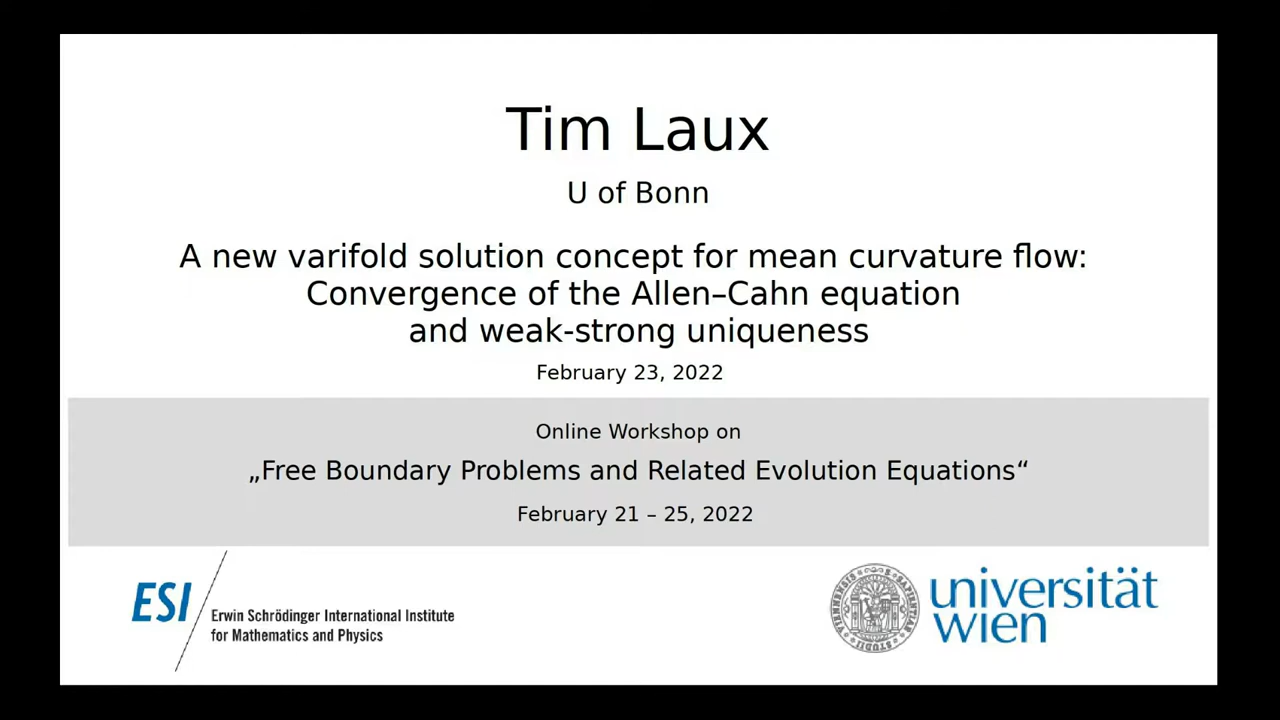 Tim Laux
U of Bonn
A new varifold solution concept for mean curvature flow:
Convergence of the Allen–Cahn equation
and weak-strong uniqueness
February 23, 2022
Online Workshop on
„Free Boundary Problems and Related Evolution Equations“
February 21 – 25, 2022
ESI
Erwin Schrödinger International Institute
for Mathematics and Physics
universität
wien